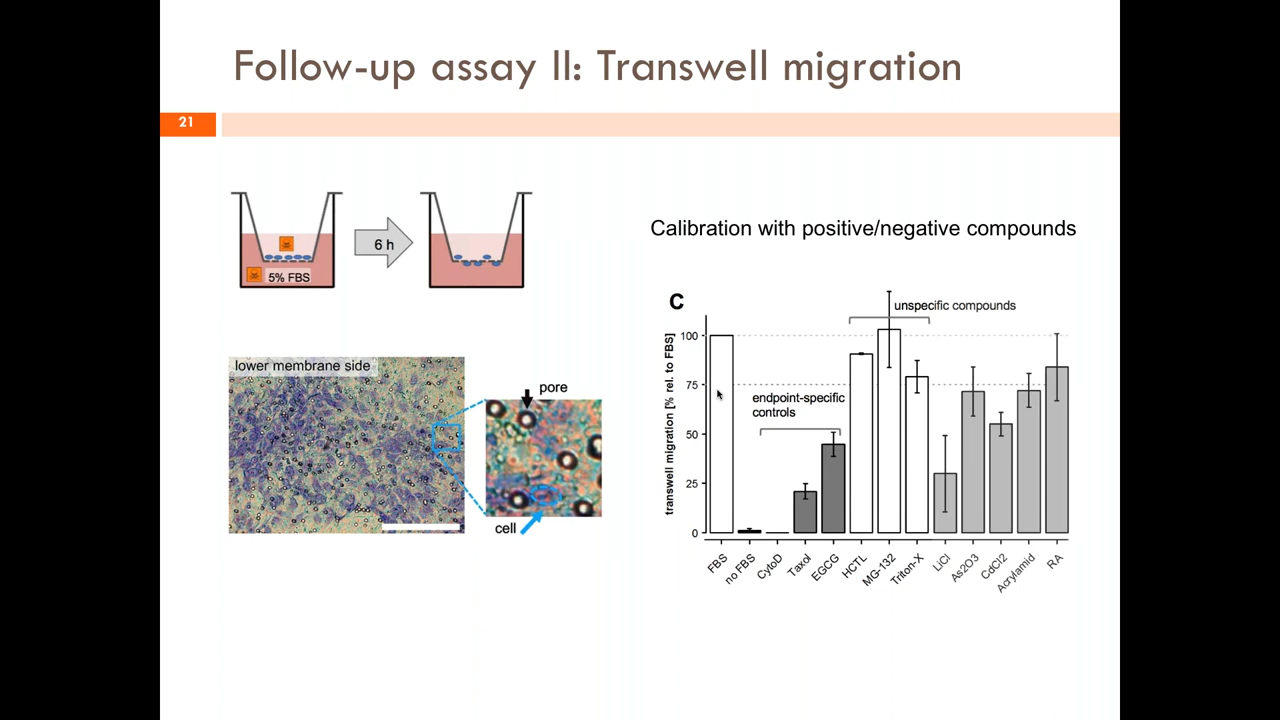 Follow-up assay II: Transwell migration
21
6 h
5% FBS
lower membrane side
pore
cell
Calibration with positive/negative compounds
C
unspecific compounds
endpoint-specific
controls
transwell migration [% rel. to FBS]
100
75
50
25
0
FBS
no FBS
CytoD
Taxol
EGCG
HCTL
MG-132
Triton-X
LiCl
As2O3
CdCl2
Acrylamid
RA